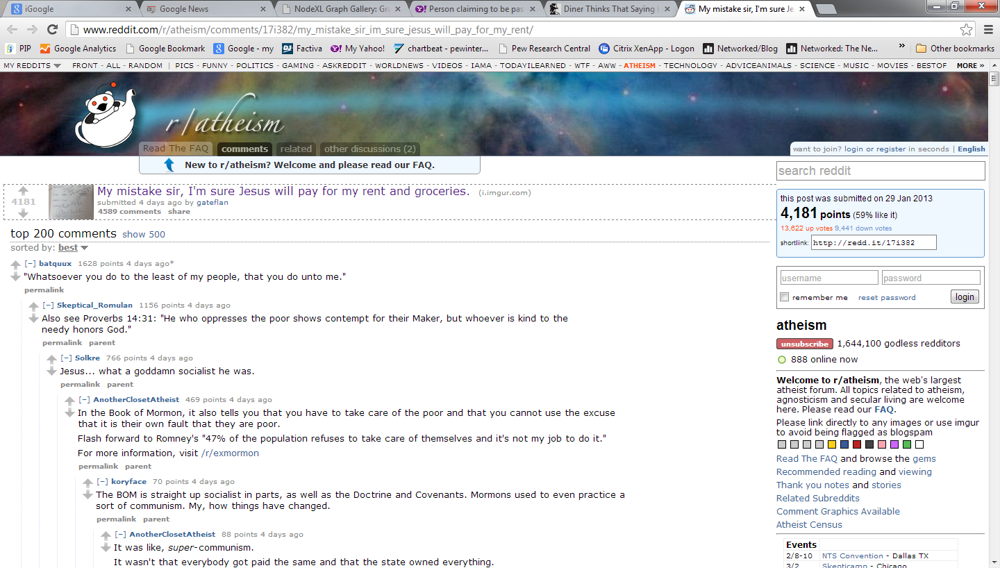 iGoogle
Google News
NodeXL Graph Gallery: Gra
Person claiming to be pas
Diner Thinks That Saying I
My mistake sir, I'm sure Je
www.reddit.com/r/atheism/comments/17i382/my_mistake_sir_im_sure_jesus_will_pay_for_my_rent/
PIP Google Analytics Google Bookmark Google - my Factiva My Yahoo! chartbeat - pewinter... Pew Research Central Citrix XenApp - Logon Networked/Blog Networked: The Ne... » Other bookmarks
MY REDDITS FRONT - ALL - RANDOM | PICS - FUNNY - POLITICS - GAMING - ASKREDDIT - WORLDNEWS - VIDEOS - IAMA - TODAYILEARNED - WTF - AWW - ATHEISM - TECHNOLOGY - ADVICEANIMALS - SCIENCE - MUSIC - MOVIES - BESTOF MORE »
r/atheism
Read The FAQ comments related other discussions (2)
want to join? login or register in seconds | English
New to r/atheism? Welcome and please read our FAQ.
4181
My mistake sir, I'm sure Jesus will pay for my rent and groceries. (i.imgur.com)
submitted 4 days ago by gateflan
4589 comments share
top 200 comments show 500
sorted by: best
[–] batquux 1628 points 4 days ago*
"Whatsoever you do to the least of my people, that you do unto me."
permalink
[–] Skeptical_Romulan 1156 points 4 days ago
Also see Proverbs 14:31: "He who oppresses the poor shows contempt for their Maker, but whoever is kind to the
needy honors God."
permalink parent
[–] Solkre 766 points 4 days ago
Jesus... what a goddamn socialist he was.
permalink parent
[–] AnotherClosetAtheist 469 points 4 days ago
In the Book of Mormon, it also tells you that you have to take care of the poor and that you cannot use the excuse
that it is their own fault that they are poor.
Flash forward to Romney's "47% of the population refuses to take care of themselves and it's not my job to do it."
For more information, visit /r/exmormon
permalink parent
[–] koryface 70 points 4 days ago
The BOM is straight up socialist in parts, as well as the Doctrine and Covenants. Mormons used to even practice a
sort of communism. My, how things have changed.
permalink parent
[–] AnotherClosetAtheist 88 points 4 days ago
It was like, super-communism.
It wasn't that everybody got paid the same and that the state owned everything.
search reddit
this post was submitted on 29 Jan 2013
4,181 points (59% like it)
13,622 up votes 9,441 down votes
shortlink: http://redd.it/17i382
username password
remember me reset password login
atheism
unsubscribe 1,644,100 godless redditors
888 online now
Welcome to r/atheism, the web's largest
atheist forum. All topics related to atheism,
agnosticism and secular living are welcome
here. Please read our FAQ.
Please link directly to any images or use imgur
to avoid being flagged as blogspam
Read The FAQ and browse the gems
Recommended reading and viewing
Thank you notes and stories
Related Subreddits
Comment Graphics Available
Atheist Census
Events
2/8-10 NTS Convention - Dallas TX
3/2 Skepticamp - Chicago